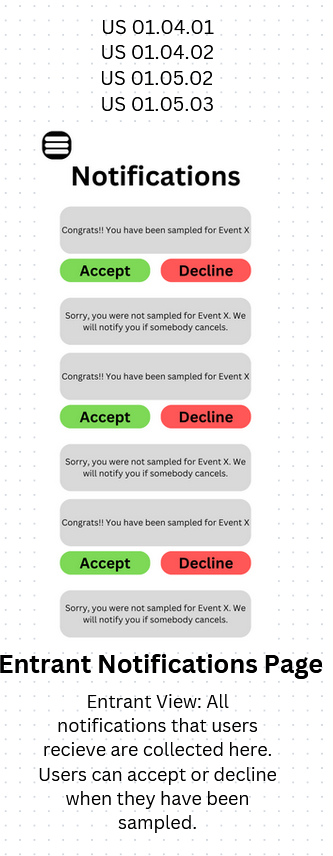 US 01.04.01
US 01.04.02
US 01.05.02
US 01.05.03
Notifications
Congrats!! You have been sampled for Event X
Accept
Decline
Sorry, you were not sampled for Event X. We
will notify you if somebody cancels.
Congrats!! You have been sampled for Event X
Accept
Decline
Sorry, you were not sampled for Event X. We
will notify you if somebody cancels.
Congrats!! You have been sampled for Event X
Accept
Decline
Sorry, you were not sampled for Event X. We
will notify you if somebody cancels.
Entrant Notifications Page
Entrant View: All
notifications that users
recieve are collected here.
Users can accept or decline
when they have been
sampled.